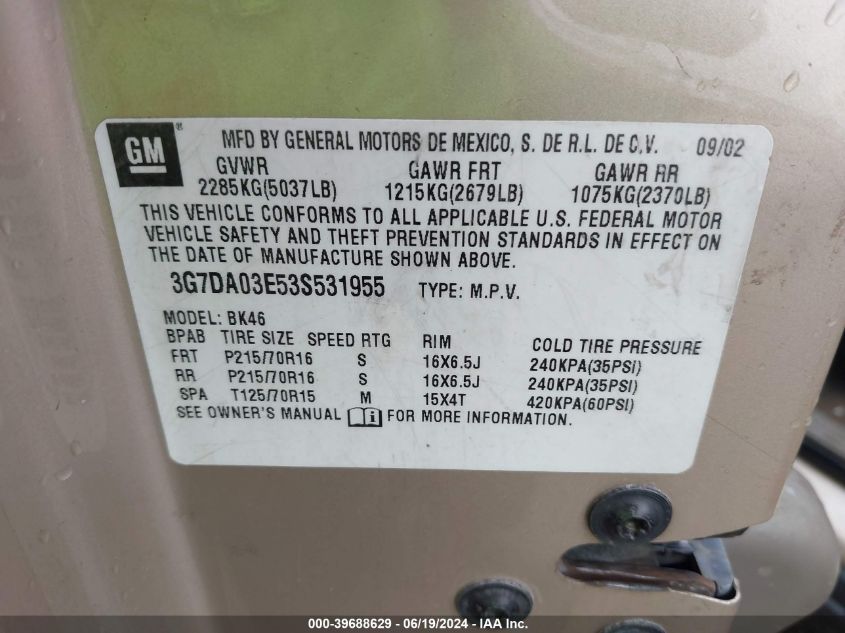 GM ® MFD BY GENERAL MOTORS DE MEXICO, S. DE R.L. DE C.V. 09/02
GVWR GAWR FRT GAWR RR
2285KG(5037LB) 1215KG(2679LB) 1075KG(2370LB)
THIS VEHICLE CONFORMS TO ALL APPLICABLE U.S. FEDERAL MOTOR
VEHICLE SAFETY AND THEFT PREVENTION STANDARDS IN EFFECT ON
THE DATE OF MANUFACTURE SHOWN ABOVE.
3G7DA03E53S531955 TYPE: M.P.V.
MODEL: BK46
BPAB TIRE SIZE SPEED RTG RIM COLD TIRE PRESSURE
FRT P215/70R16 S 16X6.5J 240KPA(35PSI)
RR P215/70R16 S 16X6.5J 240KPA(35PSI)
SPA T125/70R15 M 15X4T 420KPA(60PSI)
SEE OWNER'S MANUAL i FOR MORE INFORMATION.
000-39688629 - 06/19/2024 - IAAI Inc.